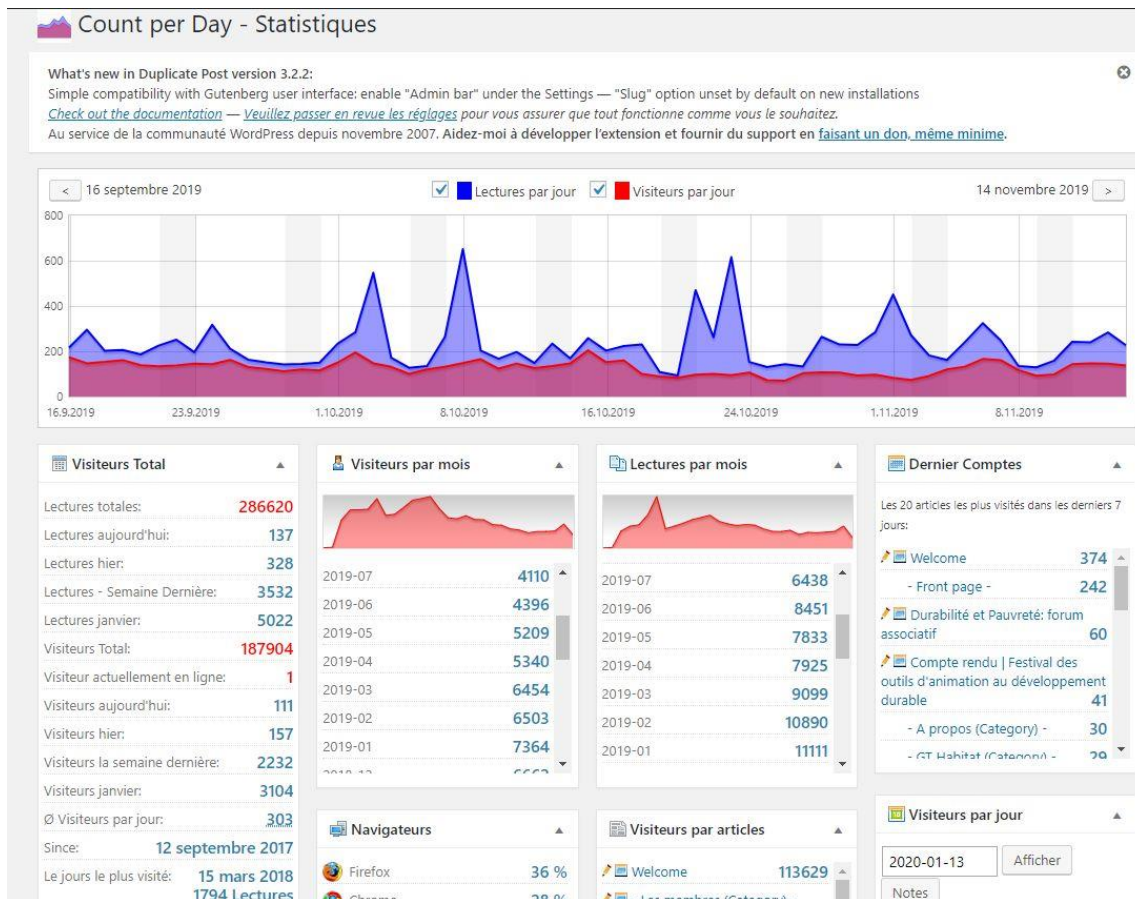 Count per Day - Statistiques
What's new in Duplicate Post version 3.2.2:
Simple compatibility with Gutenberg user interface: enable "Admin bar" under the Settings — "Slug" option unset by default on new installations
Check out the documentation — Veuillez passer en revue les réglages pour vous assurer que tout fonctionne comme vous le souhaitez.
Au service de la communauté WordPress depuis novembre 2007. Aidez-moi à développer l'extension et fournir du support en faisant un don, même minime.
< 16 septembre 2019 Lectures par jour Visiteurs par jour 14 novembre 2019 >
800
600
400
200
0
16.9.2019 23.9.2019 1.10.2019 8.10.2019 16.10.2019 24.10.2019 1.11.2019 8.11.2019
Visiteurs Total
Lectures totales: 286620
Lectures aujourd'hui: 137
Lectures hier: 328
Lectures - Semaine Dernière: 3532
Lectures janvier: 5022
Visiteurs Total: 187904
Visiteur actuellement en ligne: 1
Visiteurs aujourd'hui: 111
Visiteurs hier: 157
Visiteurs la semaine dernière: 2232
Visiteurs janvier: 3104
Ø Visiteurs par jour: 303
Since: 12 septembre 2017
Le jours le plus visité: 15 mars 2018
1794 Lectures
Visiteurs par mois
2019-07 4110
2019-06 4396
2019-05 5209
2019-04 5340
2019-03 6454
2019-02 6503
2019-01 7364
Lectures par mois
2019-07 6438
2019-06 8451
2019-05 7833
2019-04 7925
2019-03 9099
2019-02 10890
2019-01 11111
Dernier Comptes
Les 20 articles les plus visités dans les derniers 7
jours:
Welcome 374
- Front page - 242
Durabilité et Pauvreté: forum
associatif 60
Compte rendu | Festival des
outils d'animation au développement
durable 41
- A propos (Category) - 30
- GT Habitat (Category) - 29
Navigateurs
Firefox 36 %
Chrome 28 %
Visiteurs par articles
Welcome 113629
- Les membres (Category) -
Visiteurs par jour
2020-01-13 Afficher
Notes